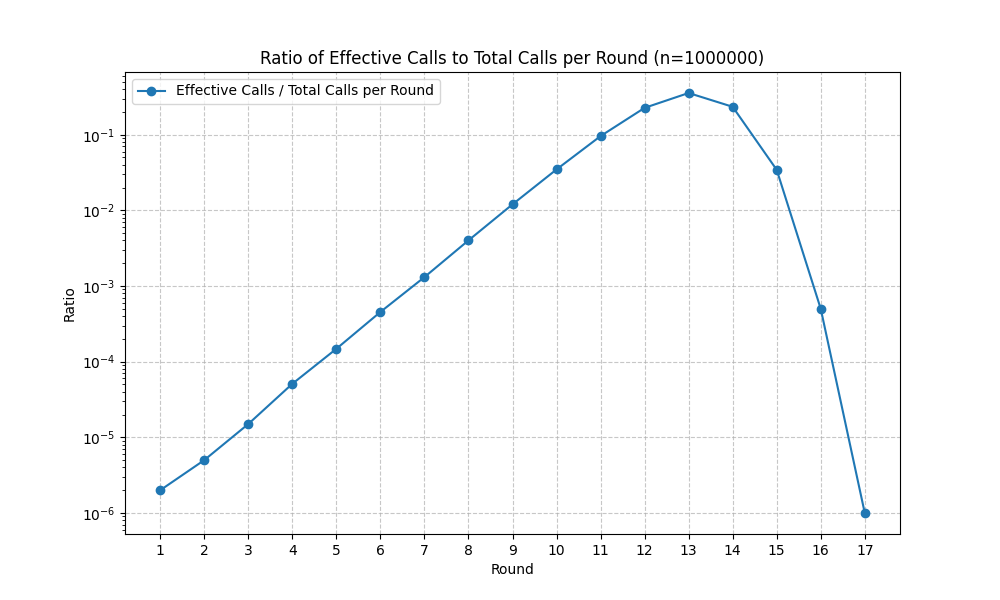 Ratio of Effective Calls to Total Calls per Round (n=1000000)
Effective Calls / Total Calls per Round
Ratio
10⁻¹
10⁻²
10⁻³
10⁻⁴
10⁻⁵
10⁻⁶
1 2 3 4 5 6 7 8 9 10 11 12 13 14 15 16 17
Round